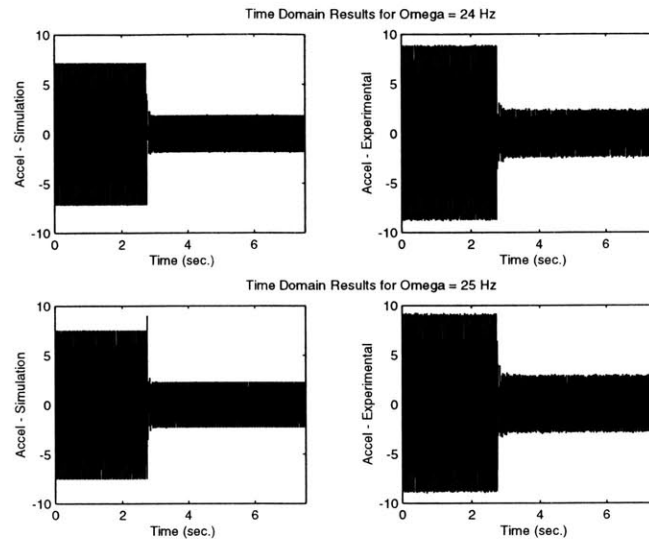 Time Domain Results for Omega = 24 Hz
Accel - Simulation
10
5
0
-5
-10
0 2 4 6
Time (sec.)
Accel - Experimental
10
5
0
-5
-10
0 2 4 6
Time (sec.)
Time Domain Results for Omega = 25 Hz
Accel - Simulation
10
5
0
-5
-10
0 2 4 6
Time (sec.)
Accel - Experimental
10
5
0
-5
-10
0 2 4 6
Time (sec.)